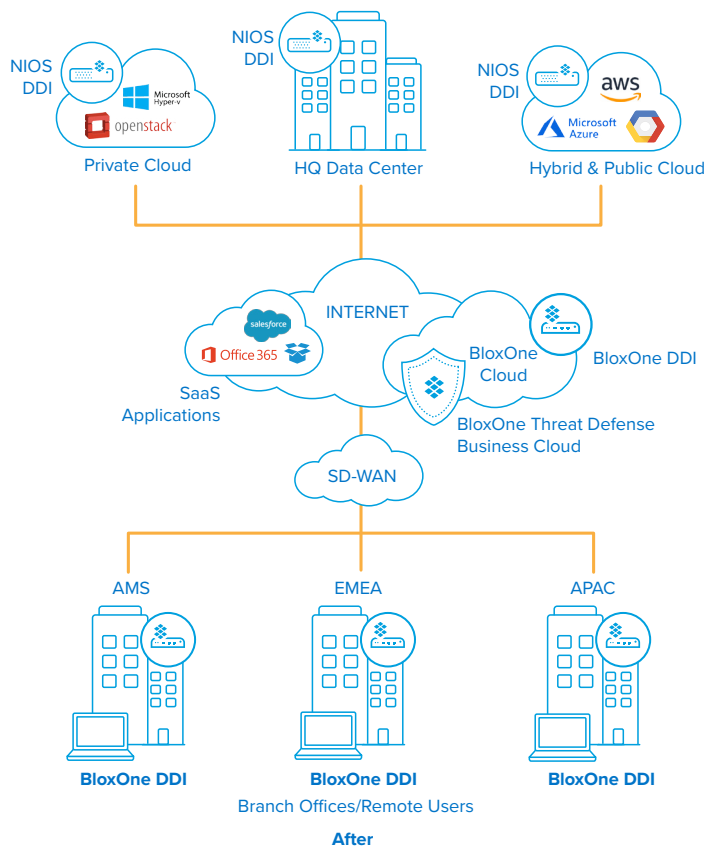 NIOS
DDI
Microsoft
Hyper-v
openstack
Private Cloud
NIOS
DDI
HQ Data Center
NIOS
DDI
aws
Microsoft
Azure
Hybrid & Public Cloud
INTERNET
salesforce
Office 365
SaaS
Applications
BloxOne
Cloud
BloxOne DDI
BloxOne Threat Defense
Business Cloud
SD-WAN
AMS
EMEA
APAC
BloxOne DDI
BloxOne DDI
BloxOne DDI
Branch Offices/Remote Users
After